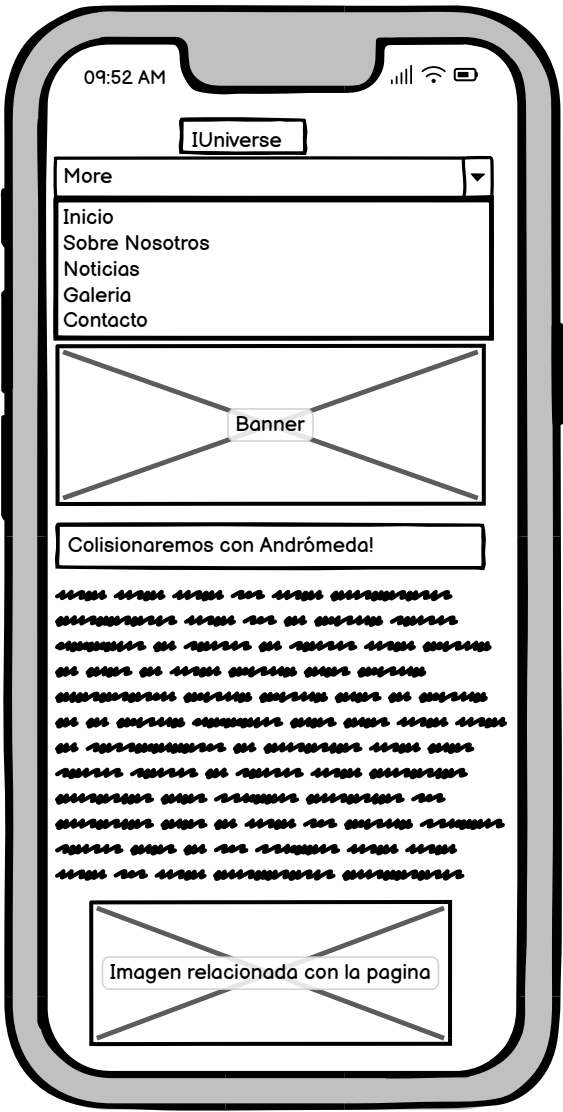 09:52 AM
IUniverse
More
Inicio
Sobre Nosotros
Noticias
Galeria
Contacto
Banner
Colisionaremos con Andrómeda!
Imagen relacionada con la pagina